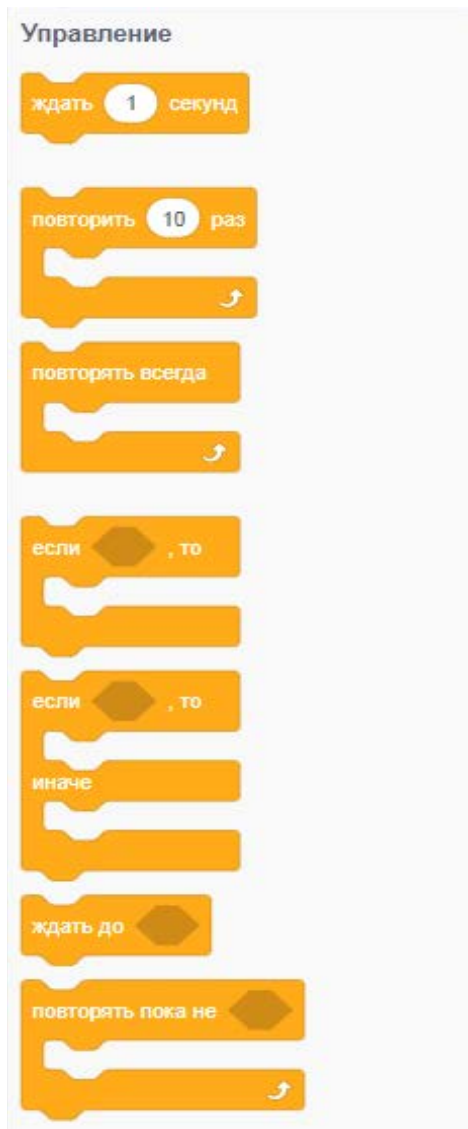 Управление
ждать 1 секунд
повторить 10 раз
повторять всегда
если , то
если , то
иначе
ждать до
повторять пока не